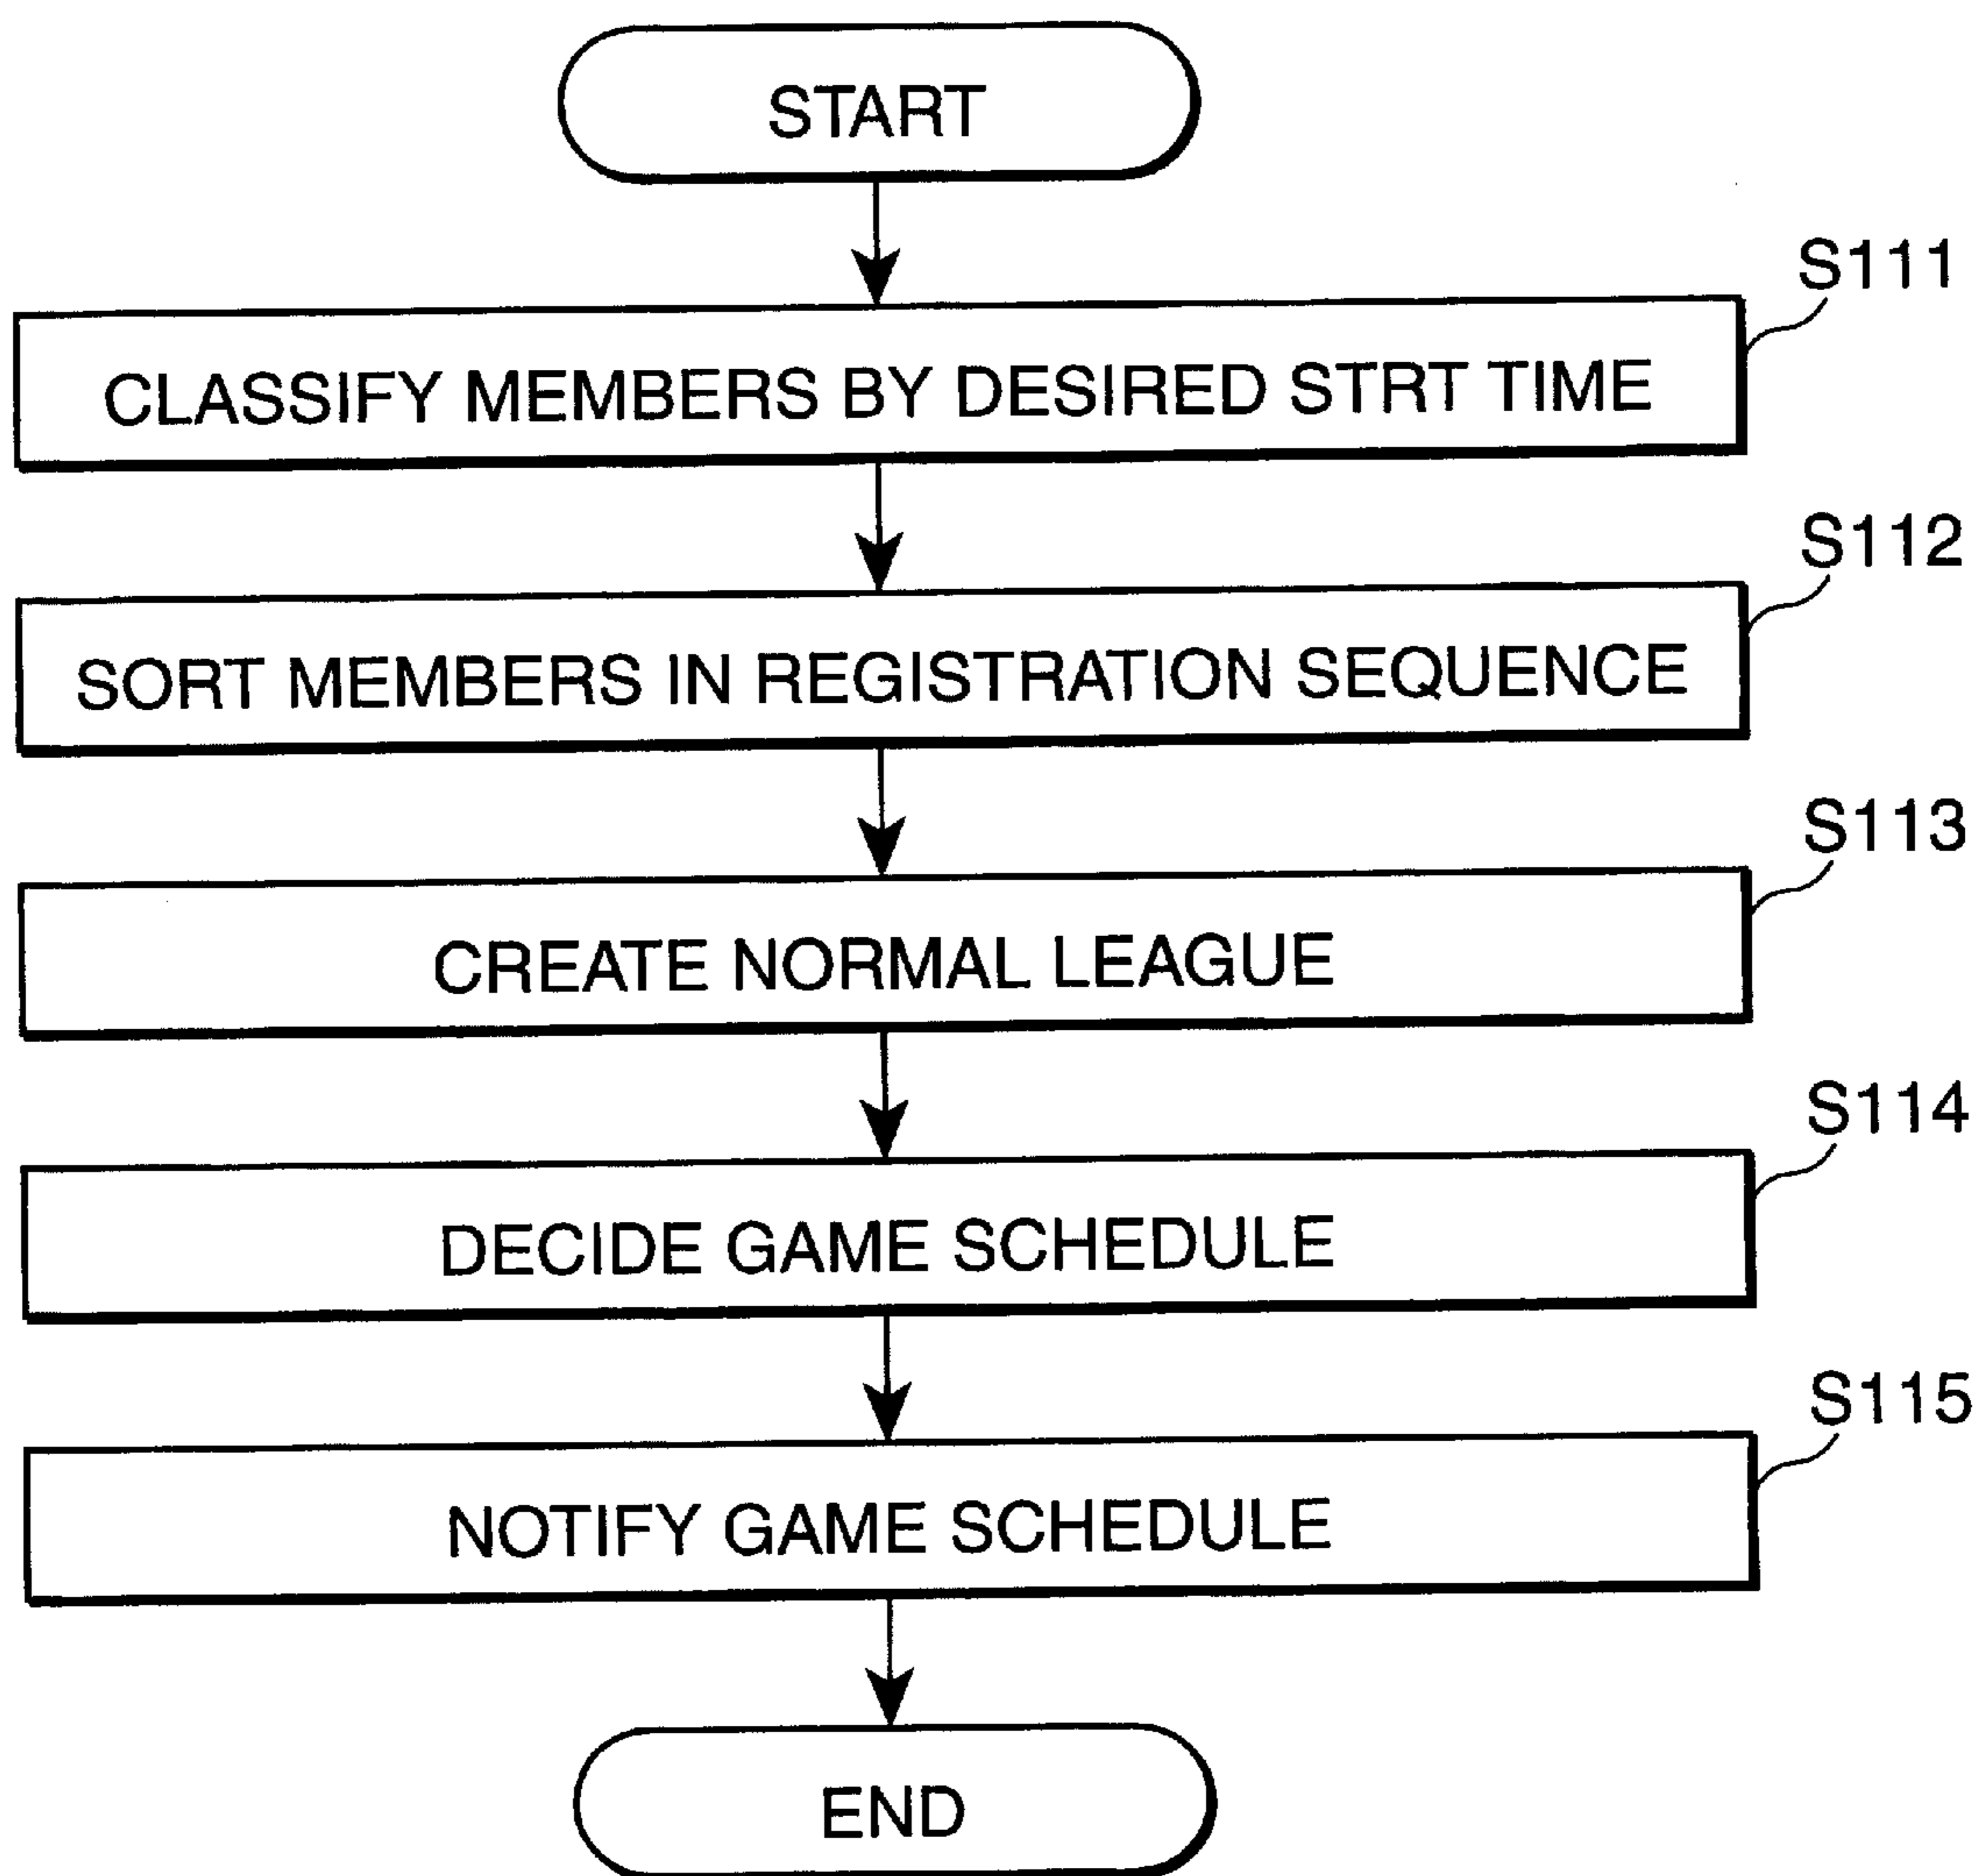 START
S111
CLASSIFY MEMBERS BY DESIRED STRT TIME
S112
SORT MEMBERS IN REGISTRATION SEQUENCE
S113
CREATE NORMAL LEAGUE
S114
DECIDE GAME SCHEDULE
S115
NOTIFY GAME SCHEDULE
END